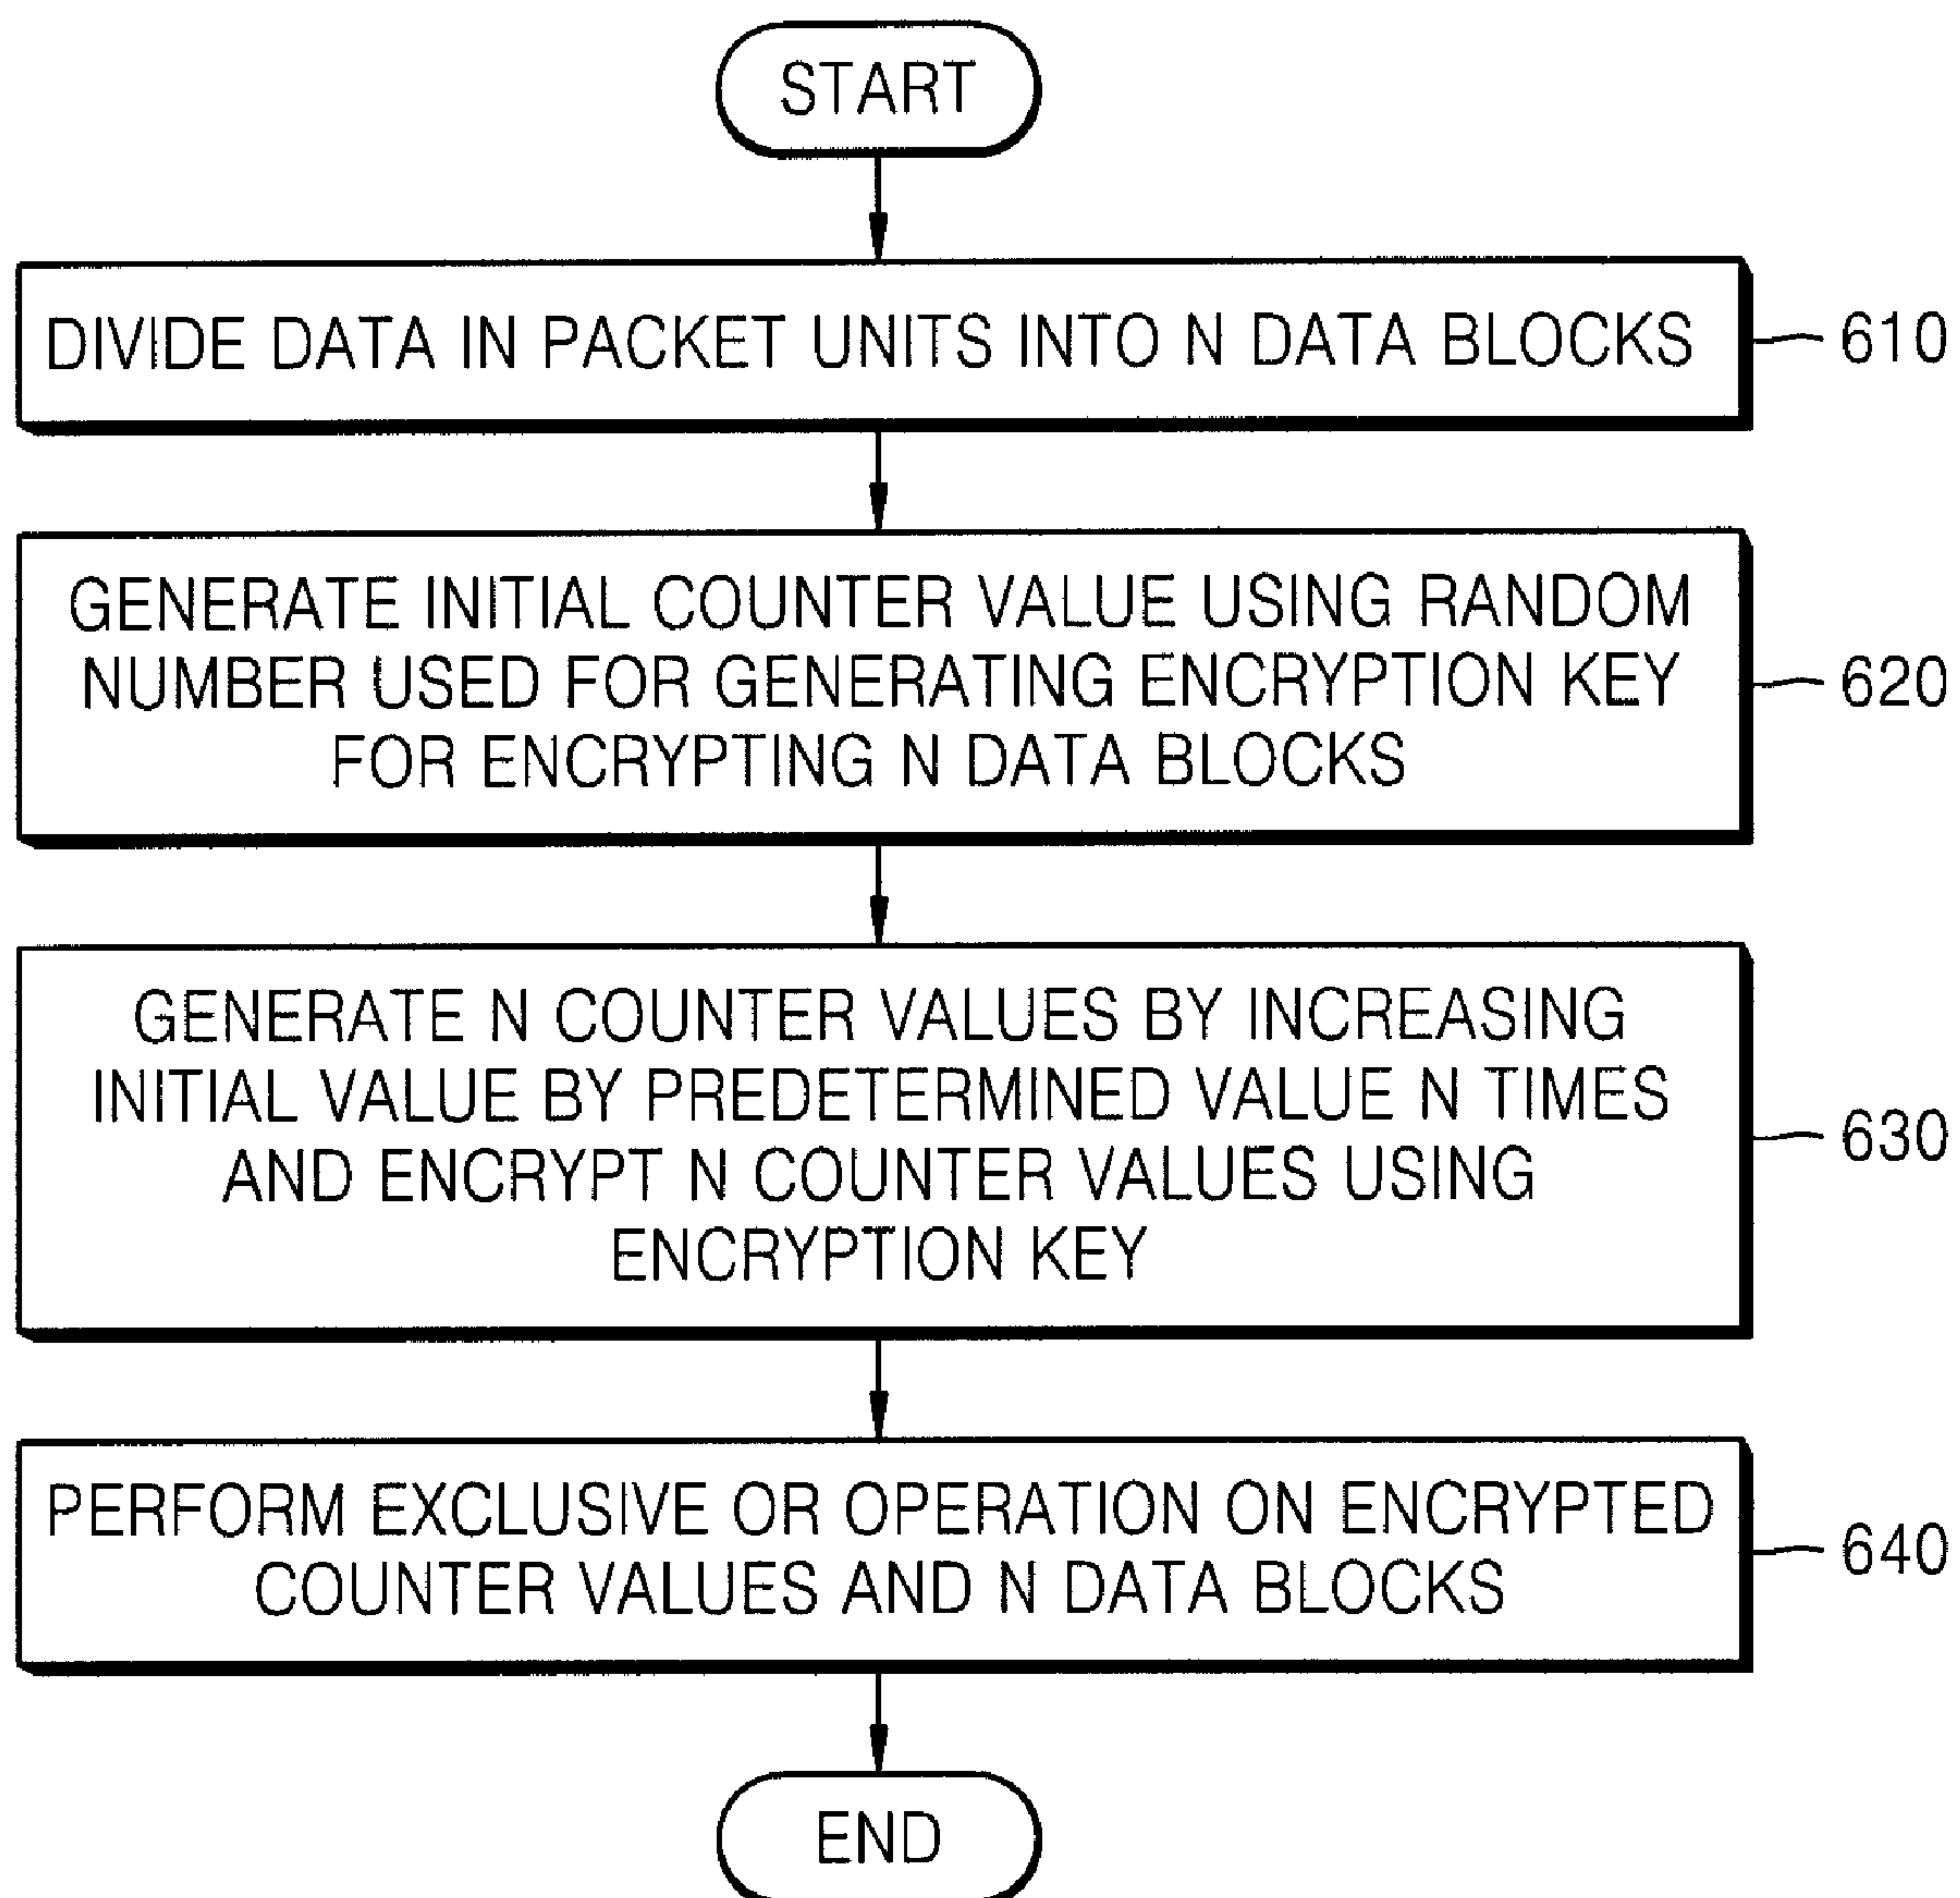 START
DIVIDE DATA IN PACKET UNITS INTO N DATA BLOCKS
610
GENERATE INITIAL COUNTER VALUE USING RANDOM
NUMBER USED FOR GENERATING ENCRYPTION KEY
FOR ENCRYPTING N DATA BLOCKS
620
GENERATE N COUNTER VALUES BY INCREASING
INITIAL VALUE BY PREDETERMINED VALUE N TIMES
AND ENCRYPT N COUNTER VALUES USING
ENCRYPTION KEY
630
PERFORM EXCLUSIVE OR OPERATION ON ENCRYPTED
COUNTER VALUES AND N DATA BLOCKS
640
END